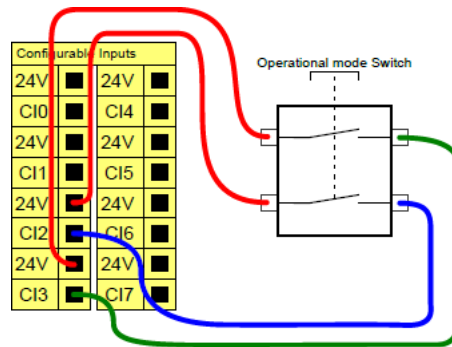 Configurable Inputs
Operational mode Switch
24V 24V
CI0 CI4
24V 24V
CI1 CI5
24V 24V
CI2 CI6
24V 24V
CI3 CI7